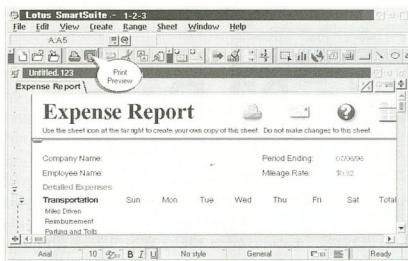 Lotus SmartSuite - 1-2-3
File Edit View Create Range Sheet Window Help
A:A5
Print Preview
Untitled.123
Expense Report
Expense Report
Use the sheet icon at the far right to create your own copy of this sheet. Do not make changes to this sheet.
Company Name: Period Ending: 07/06/96
Employee Name: Mileage Rate: $0.32
Detailed Expenses
Transportation Sun Mon Tue Wed Thu Fri Sat Total
Miles Driven
Reimbursement
Parking and Tolls
Arial 10 B I U No style General Ready